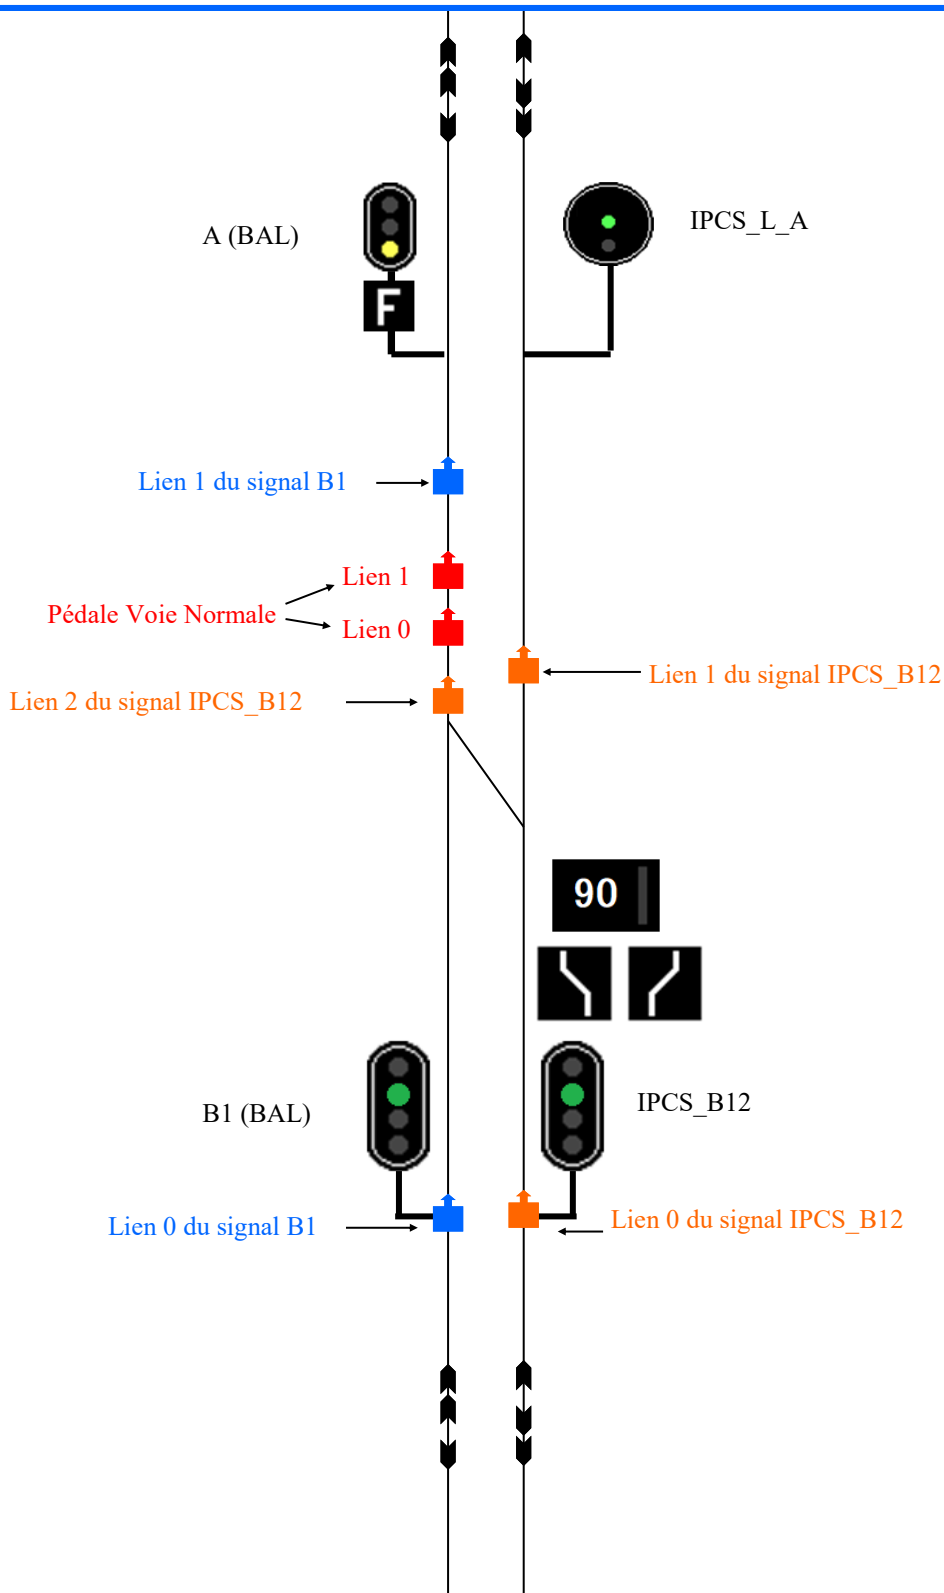 A (BAL)
F
IPCS_L_A
Lien 1 du signal B1
Lien 1
Pédale Voie Normale
Lien 0
Lien 1 du signal IPCS_B12
Lien 2 du signal IPCS_B12
90
B1 (BAL)
IPCS_B12
Lien 0 du signal B1
Lien 0 du signal IPCS_B12